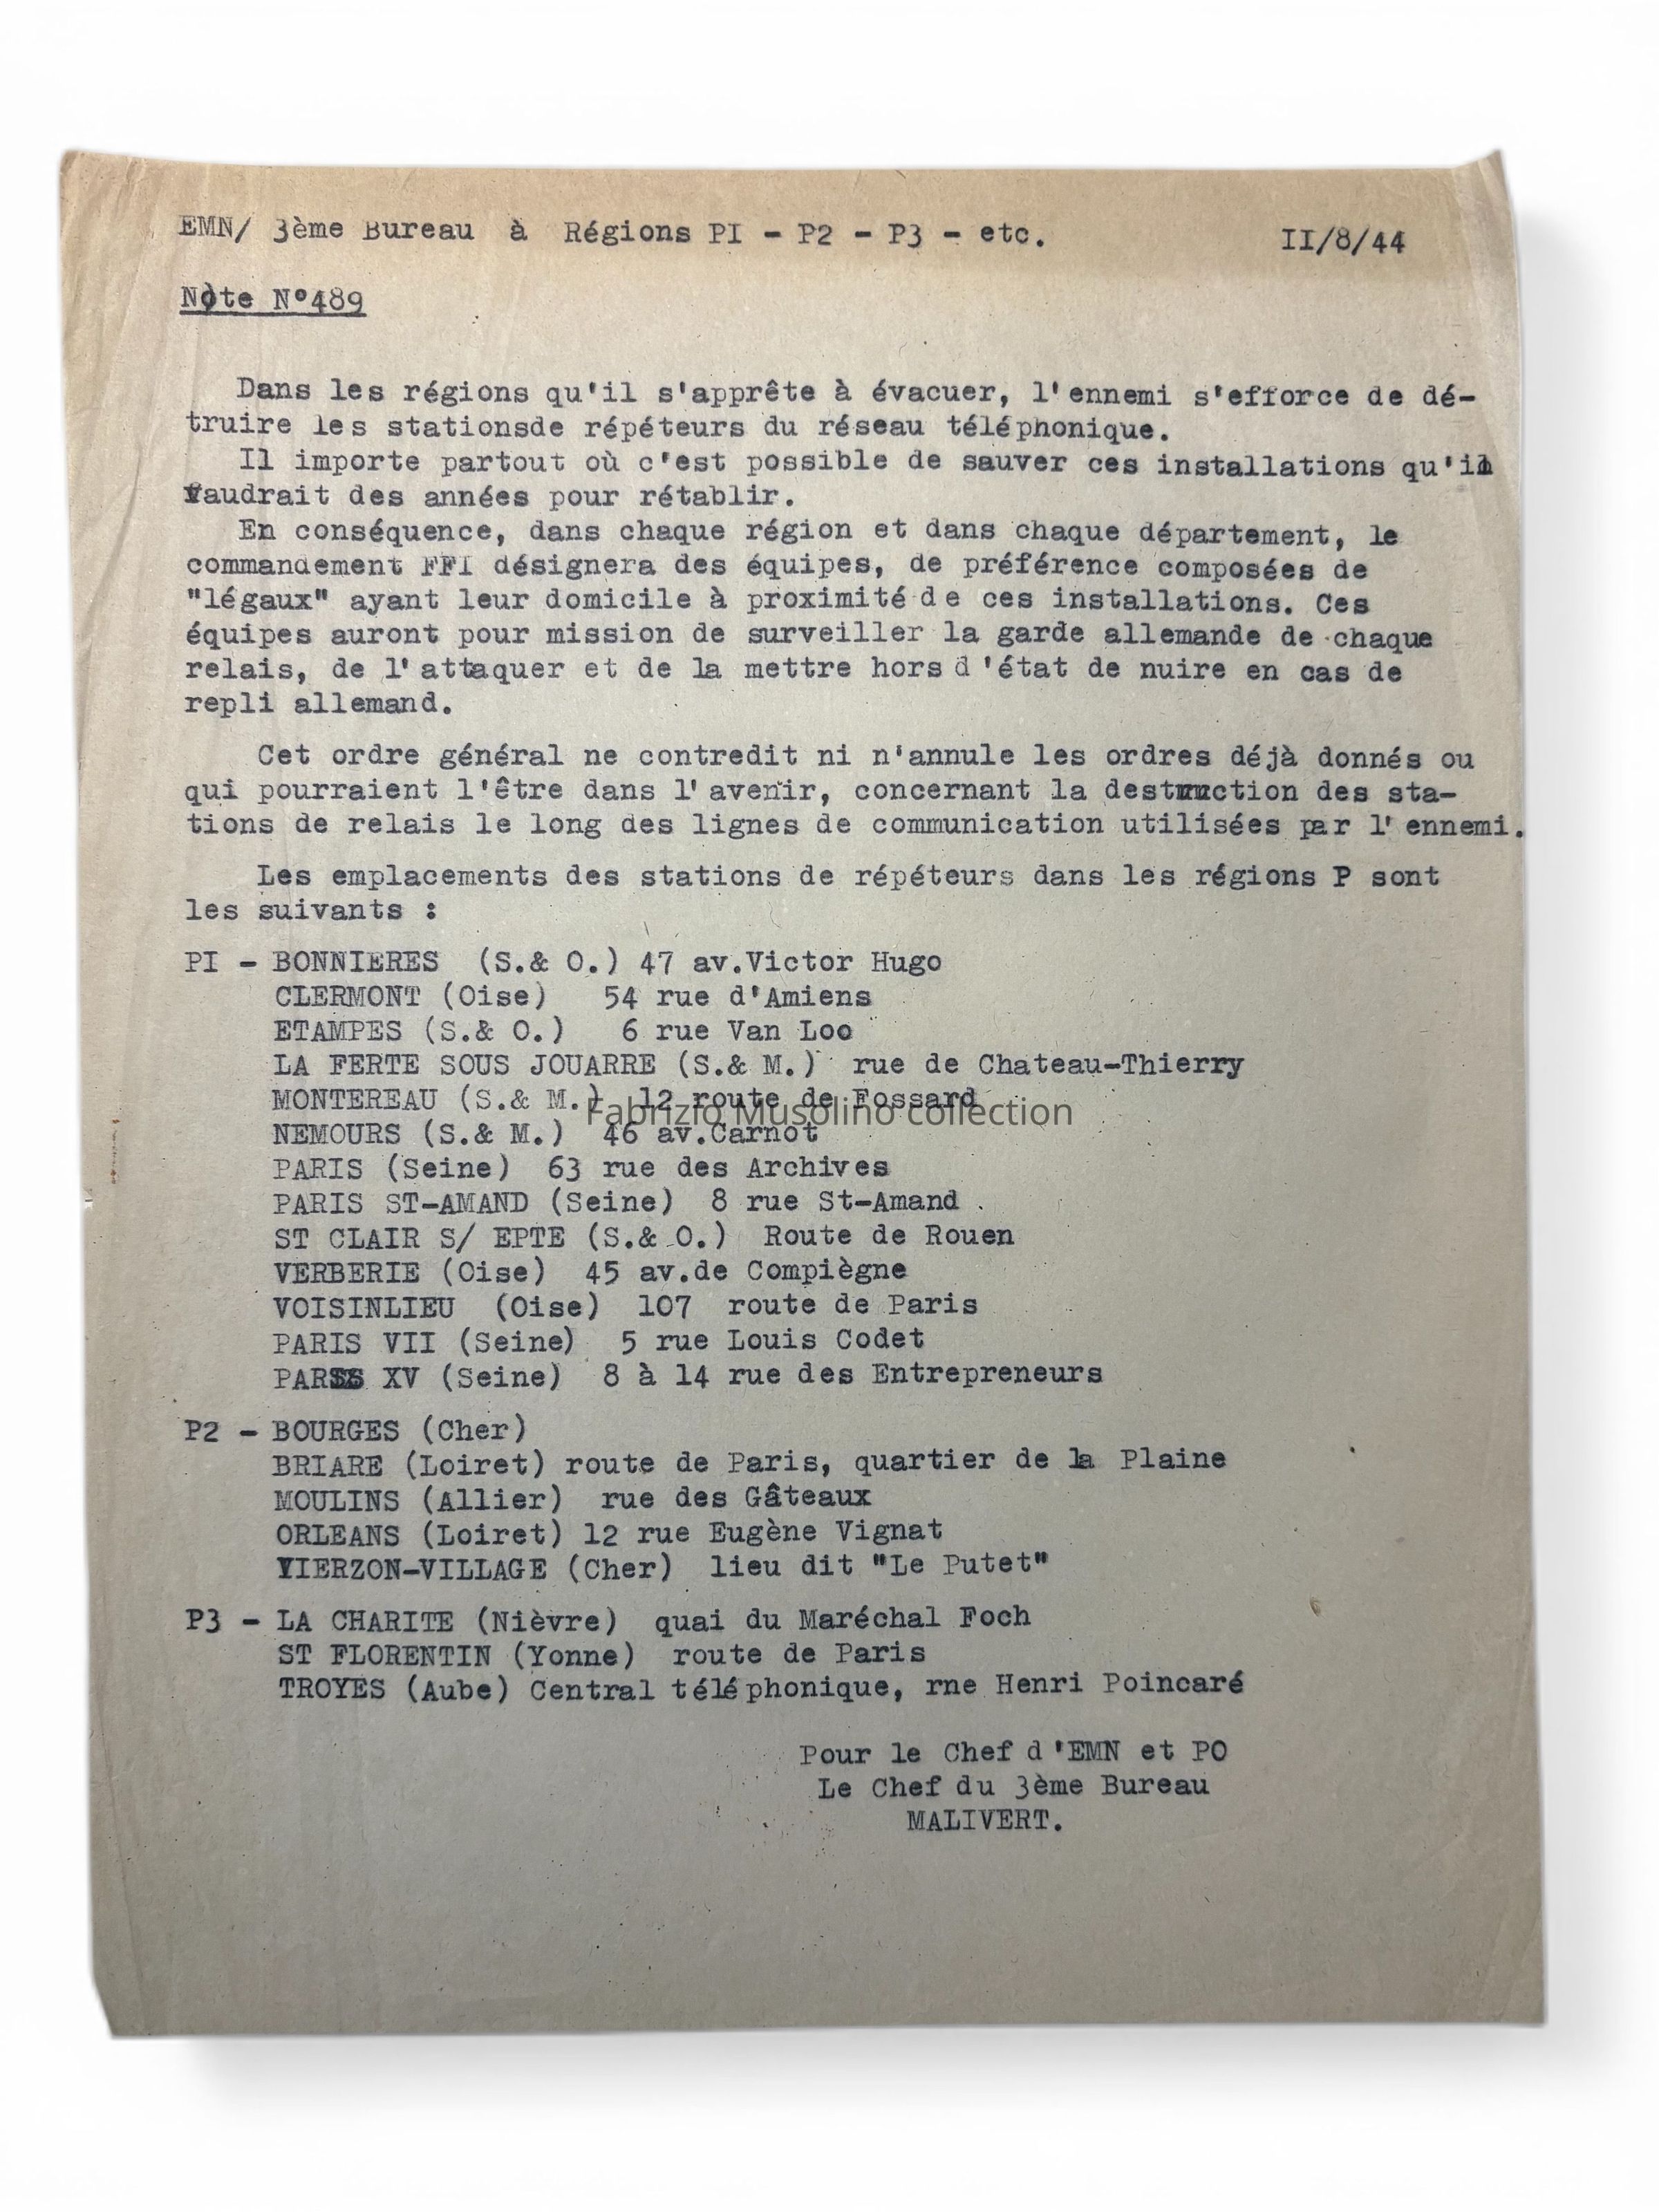 EMN/ 3ème Bureau à Régions PI - P2 - P3 - etc. II/8/44
Nòte N°489
Dans les régions qu'il s'apprête à évacuer, l'ennemi s'efforce de dé-
truire les stationsde répéteurs du réseau téléphonique.
Il importe partout où c'est possible de sauver ces installations qu'il
faudrait des années pour rétablir.
En conséquence, dans chaque région et dans chaque département, le
commandement FFI désignera des équipes, de préférence composées de
"légaux" ayant leur domicile à proximité de ces installations. Ces
équipes auront pour mission de surveiller la garde allemande de chaque
relais, de l'attaquer et de la mettre hors d'état de nuire en cas de
repli allemand.
Cet ordre général ne contredit ni n'annule les ordres déjà donnés ou
qui pourraient l'être dans l'avenir, concernant la destruction des sta-
tions de relais le long des lignes de communication utilisées par l'ennemi.
Les emplacements des stations de répéteurs dans les régions P sont
les suivants :
PI - BONNIERES (S.& O.) 47 av.Victor Hugo
CLERMONT (Oise) 54 rue d'Amiens
ETAMPES (S.& O.) 6 rue Van Loo
LA FERTE SOUS JOUARRE (S.& M.) rue de Chateau-Thierry
MONTEREAU (S.& M.) 12 route de Fossard
Fabrizio Musolino collection
NEMOURS (S.& M.) 46 av.Carnot
PARIS (Seine) 63 rue des Archives
PARIS ST-AMAND (Seine) 8 rue St-Amand
ST CLAIR S/ EPTE (S.& O.) Route de Rouen
VERBERIE (Oise) 45 av.de Compiègne
VOISINLIEU (Oise) 107 route de Paris
PARIS VII (Seine) 5 rue Louis Codet
PARIS XV (Seine) 8 à 14 rue des Entrepreneurs
P2 - BOURGES (Cher)
BRIARE (Loiret) route de Paris, quartier de la Plaine
MOULINS (Allier) rue des Gâteaux
ORLEANS (Loiret) 12 rue Eugène Vignat
VIERZON-VILLAGE (Cher) lieu dit "Le Putet"
P3 - LA CHARITE (Nièvre) quai du Maréchal Foch
ST FLORENTIN (Yonne) route de Paris
TROYES (Aube) Central téléphonique, rne Henri Poincaré
Pour le Chef d'EMN et PO
Le Chef du 3ème Bureau
MALIVERT.